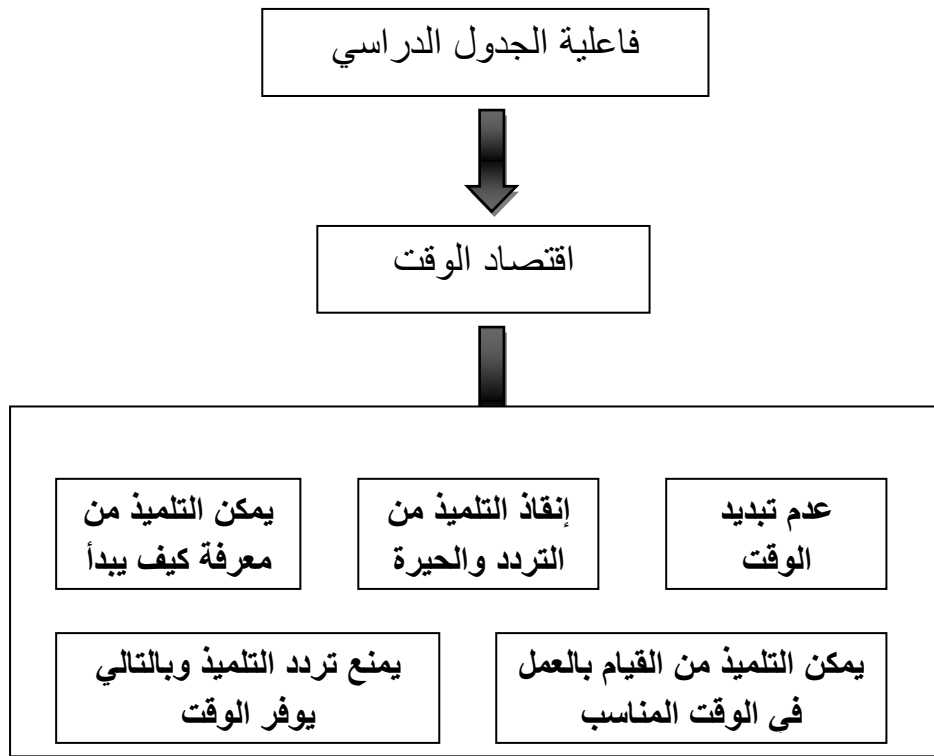 فاعلية الجدول الدراسي
اقتصاد الوقت
عدم تبديد
الوقت
إنقاذ التلميذ من
التردد والحيرة
يمكن التلميذ من
معرفة كيف يبدأ
يمكن التلميذ من القيام بالعمل
في الوقت المناسب
يمنع تردد التلميذ وبالتالي
يوفر الوقت